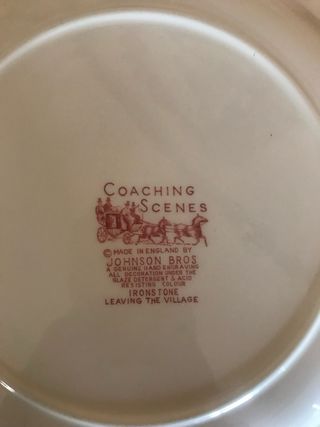 COACHING
SCENES
© MADE IN ENGLAND BY
JOHNSON BROS
A GENUINE HAND ENGRAVING
ALL DECORATION UNDER THE
GLAZE DETERGENT & ACID
RESISTING COLOUR
IRONSTONE
LEAVING THE VILLAGE